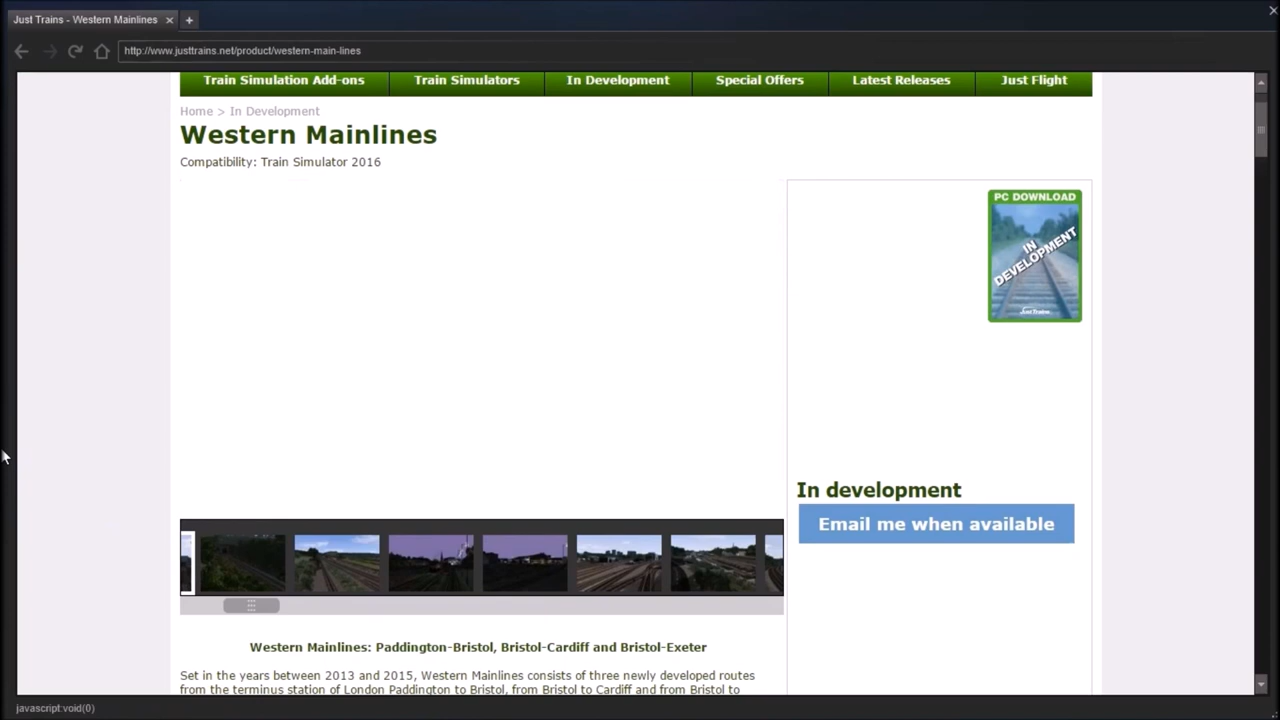 Just Trains - Western Mainlines
http://www.justtrains.net/product/western-main-lines
Train Simulation Add-ons Train Simulators In Development Special Offers Latest Releases Just Flight
Home > In Development
Western Mainlines
Compatibility: Train Simulator 2016
PC DOWNLOAD
IN
DEVELOPMENT
Just Trains
In development
Email me when available
Western Mainlines: Paddington-Bristol, Bristol-Cardiff and Bristol-Exeter
Set in the years between 2013 and 2015, Western Mainlines consists of three newly developed routes
from the terminus station of London Paddington to Bristol, from Bristol to Cardiff and from Bristol to
javascript:void(0)